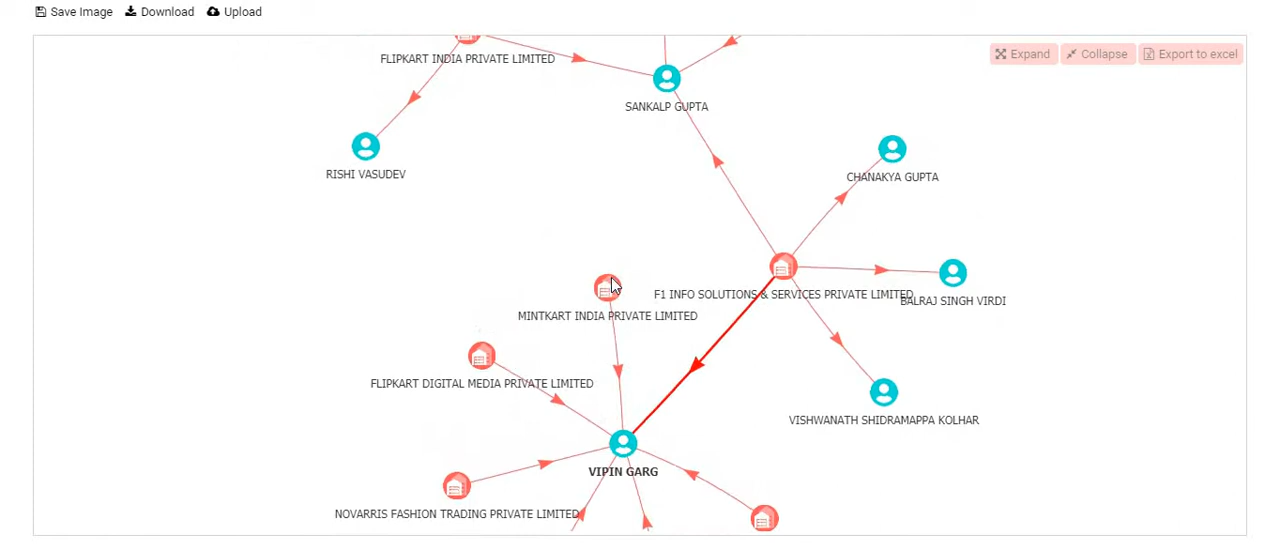 Save Image Download Upload
Expand Collapse Export to excel
FLIPKART INDIA PRIVATE LIMITED
SANKALP GUPTA
RISHI VASUDEV
CHANAKYA GUPTA
F1 INFO SOLUTIONS & SERVICES PRIVATE LIMITED
BALRAJ SINGH VIRDI
MINTKART INDIA PRIVATE LIMITED
FLIPKART DIGITAL MEDIA PRIVATE LIMITED
VISHWANATH SHIDRAMAPPA KOLHAR
VIPIN GARG
NOVARRIS FASHION TRADING PRIVATE LIMITED